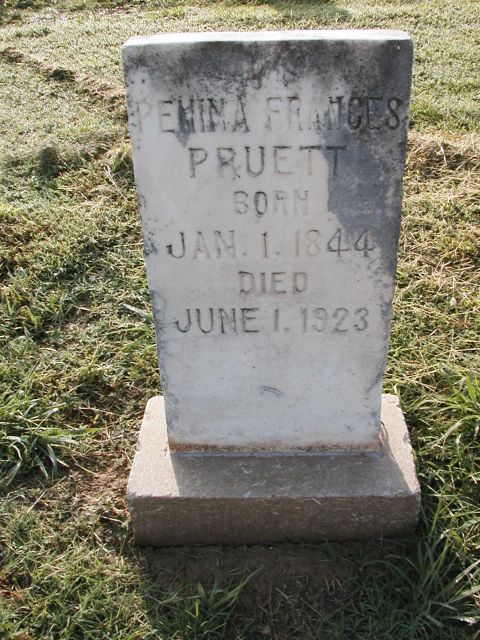 PENINA FRANCES
PRUETT
BORN
JAN. 1. 1844
DIED
JUNE 1. 1923